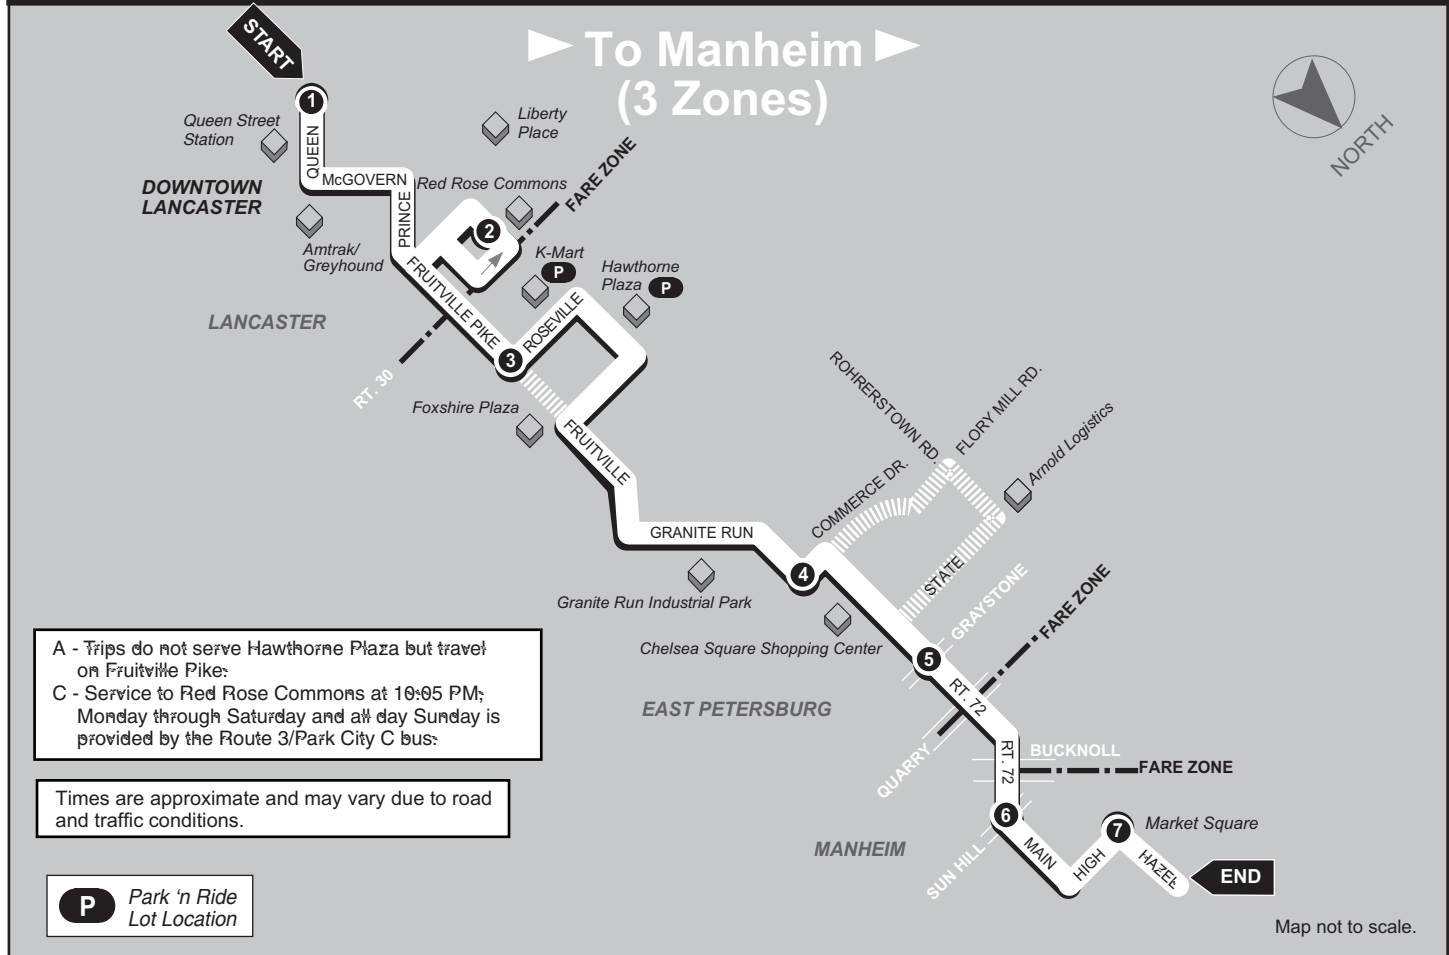 START
To Manheim
(3 Zones)
NORTH
1
Queen Street
Station
QUEEN
Liberty
Place
McGOVERN
DOWNTOWN
LANCASTER
Red Rose Commons
FARE ZONE
PRINCE
2
Amtrak/
Greyhound
K-Mart
P
Hawthorne
Plaza P
FRUITVILLE PIKE
ROSEVILLE
LANCASTER
3
RT. 30
Foxshire Plaza
FRUITVILLE
ROHRERSTOWN RD.
FLORY MILL RD.
Arnold Logistics
COMMERCE DR.
GRANITE RUN
4
STATE
GRAYSTONE
FARE ZONE
Granite Run Industrial Park
Chelsea Square Shopping Center
5
RT. 72
EAST PETERSBURG
QUARRY
RT. 72
BUCKNOLL
FARE ZONE
6
7
Market Square
MANHEIM
SUN HILL
MAIN
HIGH
HAZEL
END
A - Trips do not serve Hawthorne Plaza but travel
on Fruitville Pike.
C - Service to Red Rose Commons at 10:05 PM,
Monday through Saturday and all day Sunday is
provided by the Route 3/Park City C bus.
Times are approximate and may vary due to road
and traffic conditions.
P Park ‘n Ride
Lot Location
Map not to scale.